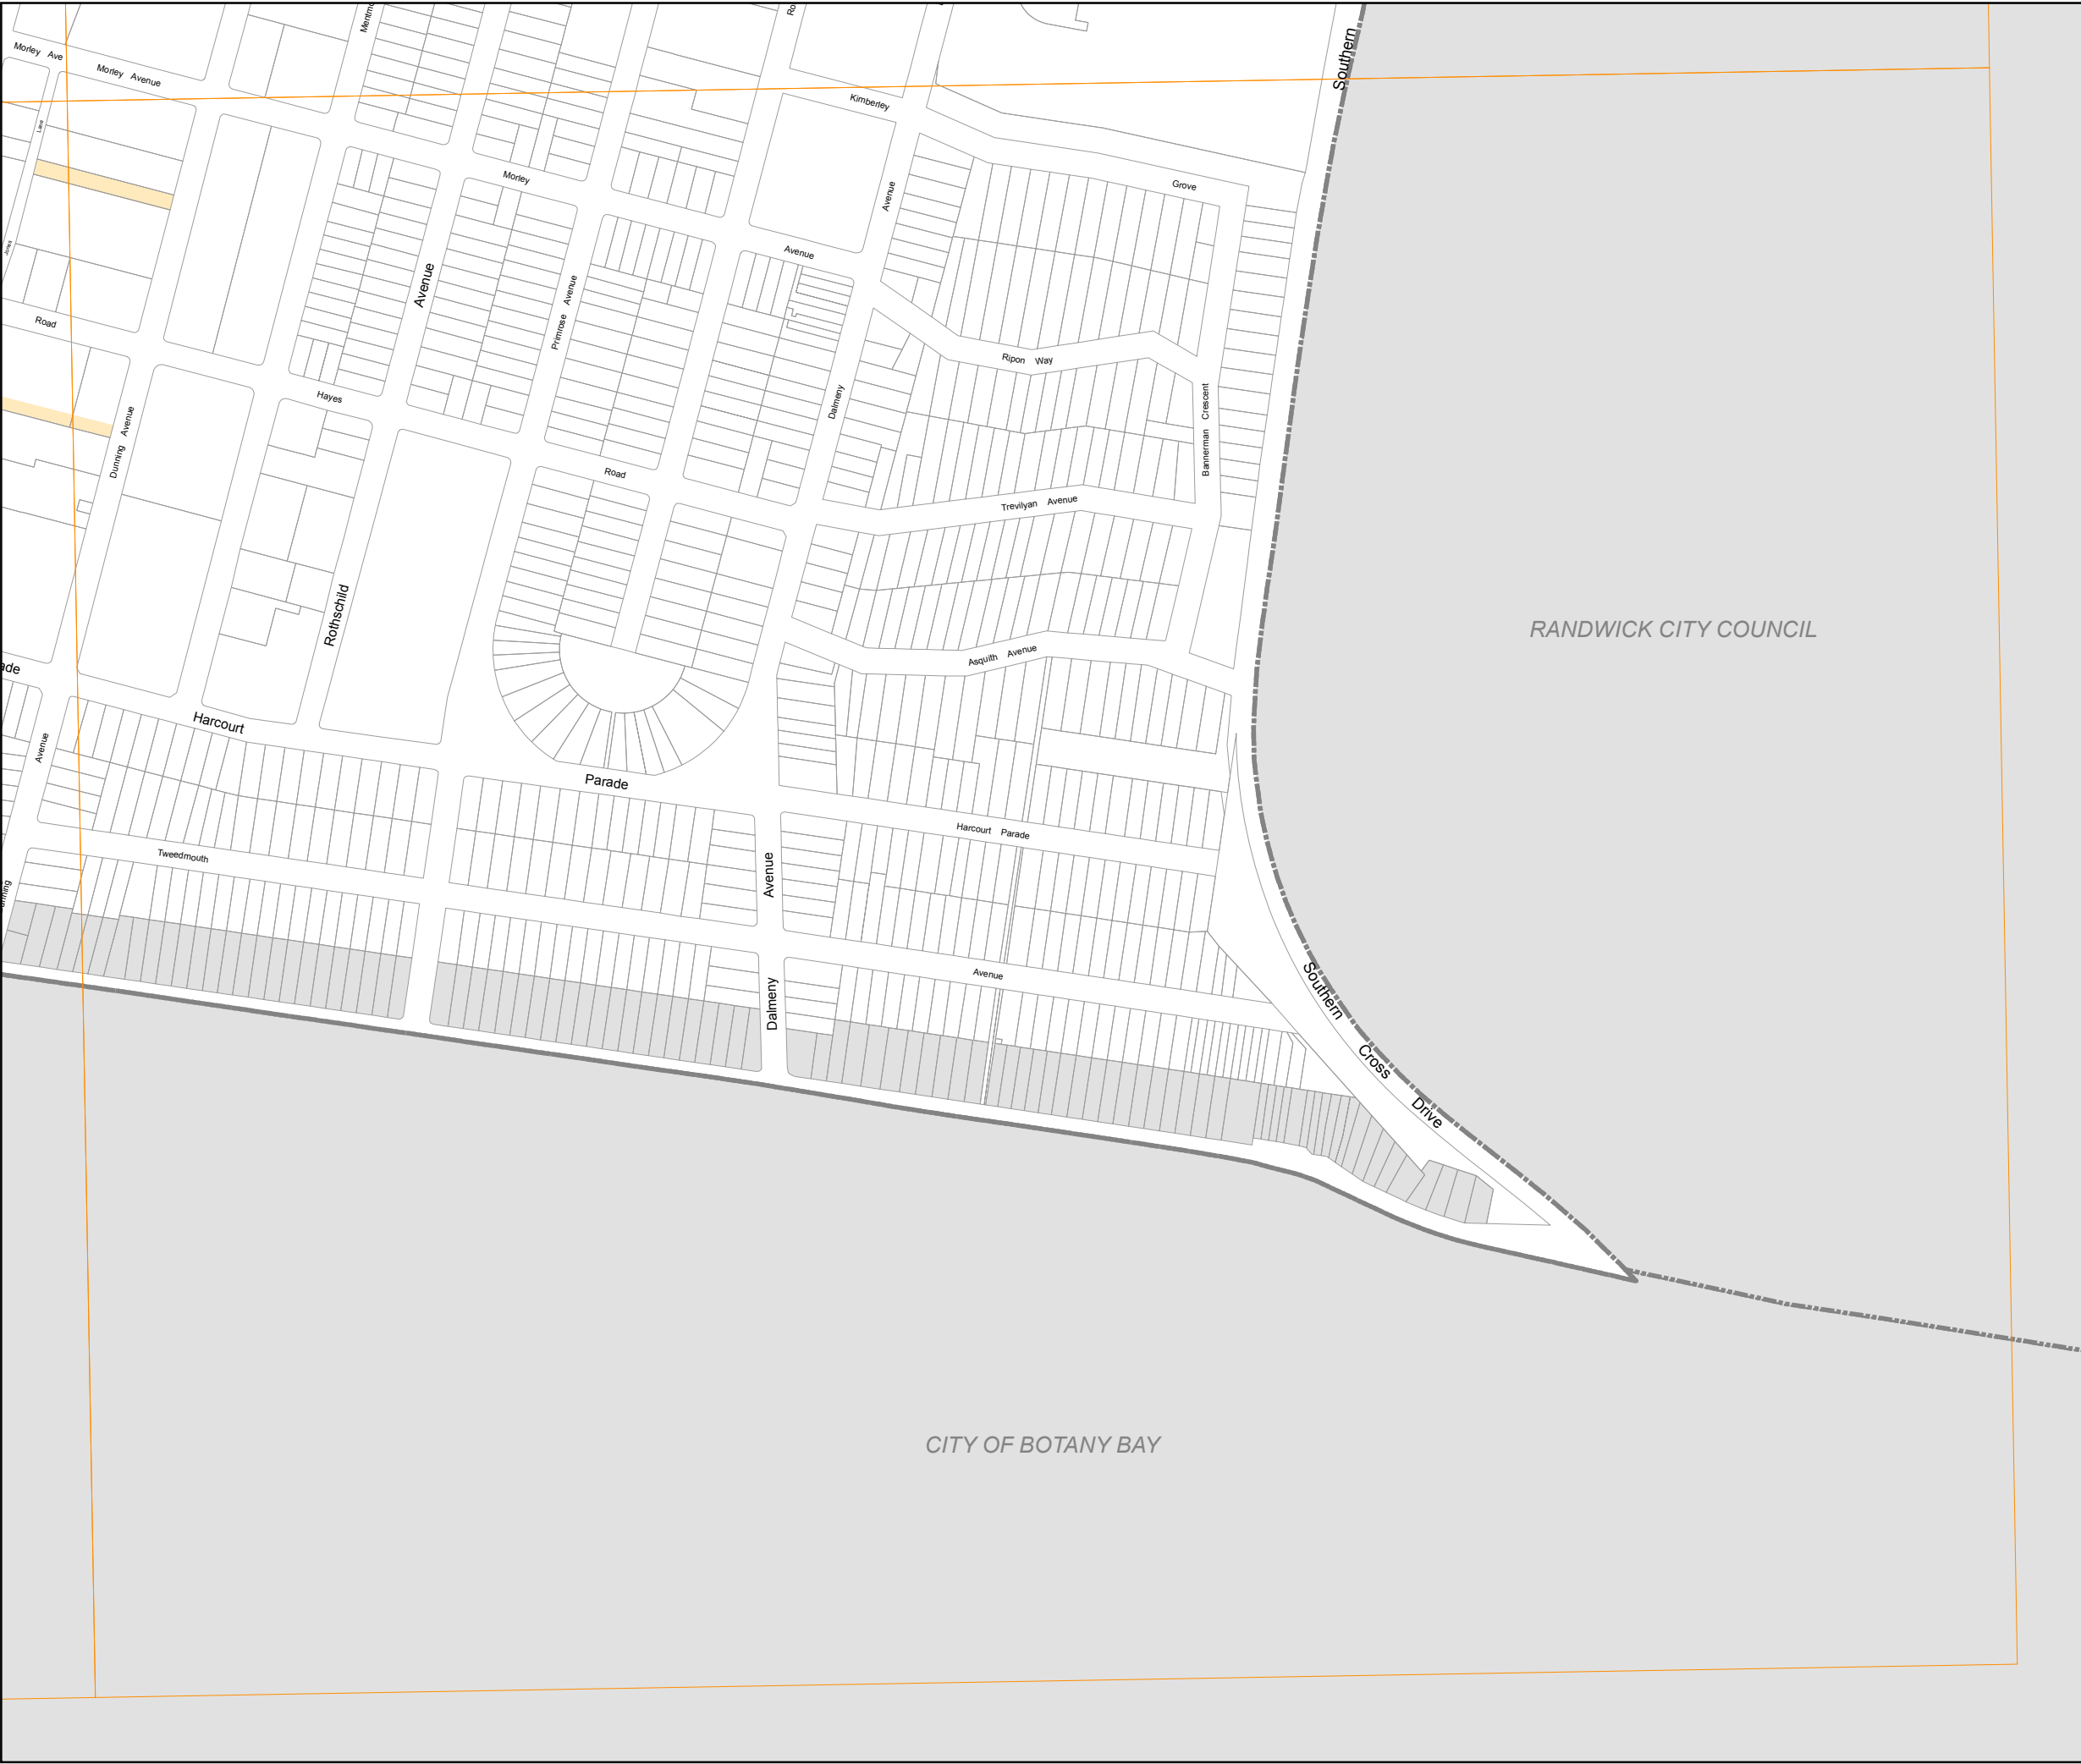 Southern
Morley Ave
Morley Avenue
Kimberley
Lane
Morley
Grove
Avenue
Jones
Avenue
Avenue
Primrose Avenue
Road
Ripon Way
Hayes
Dalmeny
Bannerman Crescent
Dunning Avenue
Road
Trevilyan Avenue
Rothschild
RANDWICK CITY COUNCIL
Asquith Avenue
Harcourt
Avenue
Parade
Harcourt Parade
Tweedmouth
Avenue
Avenue
Dalmeny
Southern
Cross
Drive
CITY OF BOTANY BAY